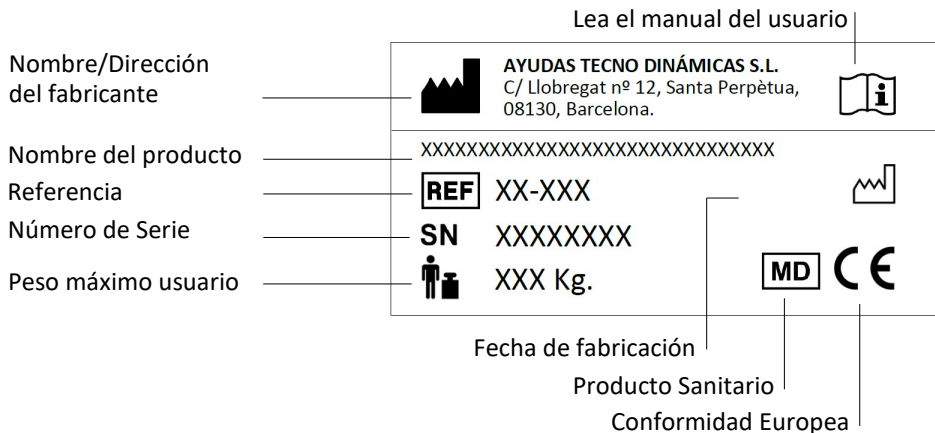 Lea el manual del usuario
Nombre/Dirección
del fabricante
AYUDAS TECNO DINÁMICAS S.L.
C/ Llobregat nº 12, Santa Perpètua,
08130, Barcelona.
i
Nombre del producto
XXXXXXXXXXXXXXXXXXXXXXXXXXXXXXX
Referencia
REF XX-XXX
Número de Serie
SN XXXXXXXX
Peso máximo usuario
XXX Kg.
MD CE
Fecha de fabricación
Producto Sanitario
Conformidad Europea